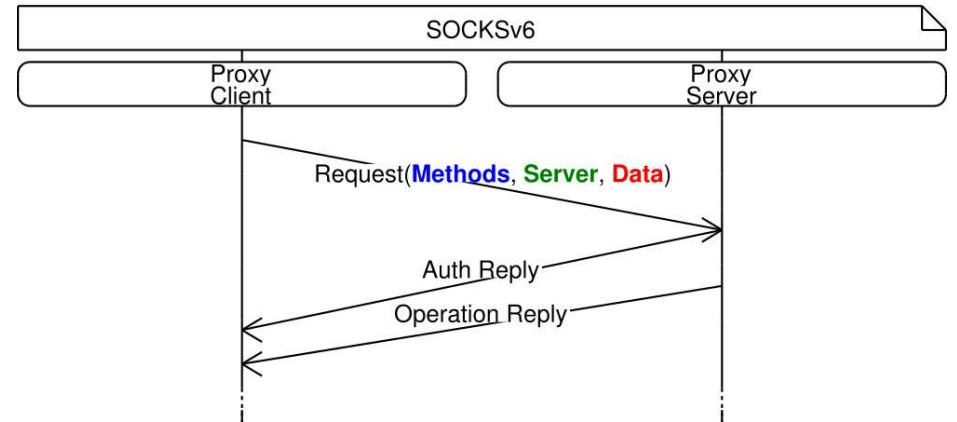 SOCKSv6
Proxy
Client
Proxy
Server
Request(Methods, Server, Data)
Auth Reply
Operation Reply